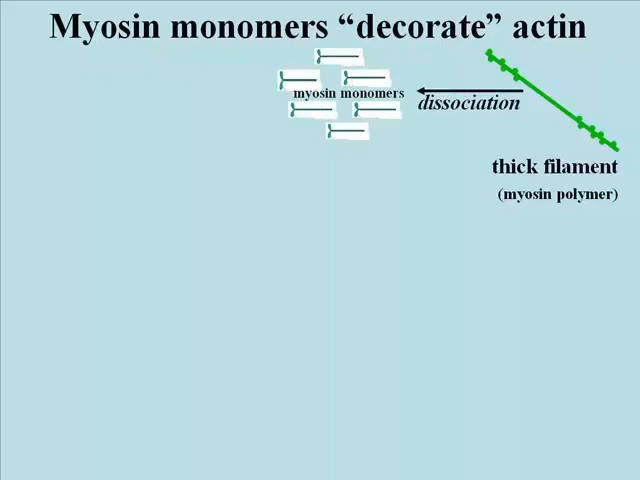 Myosin monomers “decorate” actin
myosin monomers
dissociation
thick filament
(myosin polymer)